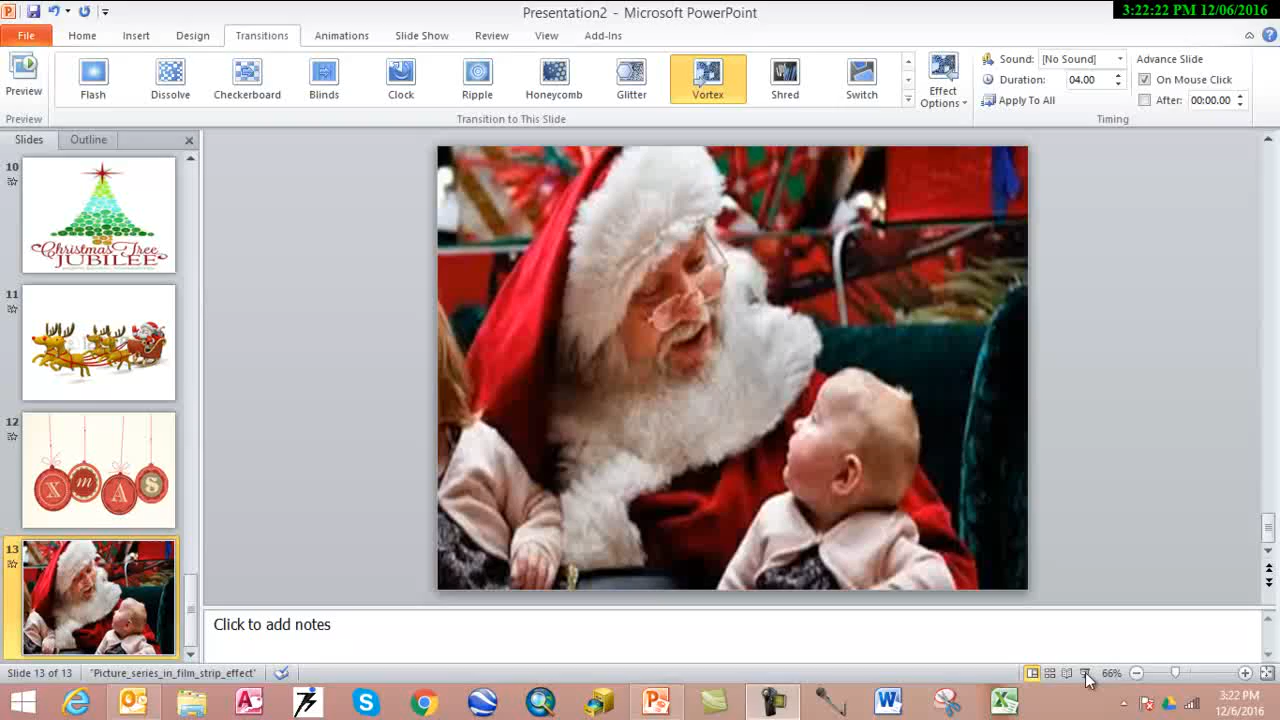 Presentation2 - Microsoft PowerPoint
3:22:22 PM 12/06/2016
File Home Insert Design Transitions Animations Slide Show Review View Add-Ins
Preview
Flash Dissolve Checkerboard Blinds Clock Ripple Honeycomb Glitter Vortex Shred Switch
Effect Options
Sound: [No Sound]
Duration: 04.00
Apply To All
Advance Slide
On Mouse Click
After: 00:00.00
Preview
Transition to This Slide
Timing
Slides Outline
10
Christmas Tree
JUBILEE
11
12
X m A S
13
Click to add notes
Slide 13 of 13 "Picture_series_in_film_strip_effect" 66%
3:22 PM
12/6/2016